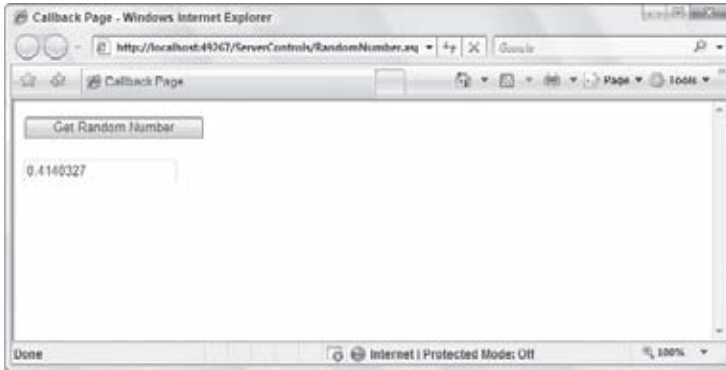 Callback Page - Windows Internet Explorer
http://localhost:49267/ServerControls/RandomNumber.asp
Google
Callback Page
Page
Tools
Get Random Number
0.4140327
Done
Internet | Protected Mode: Off
100%